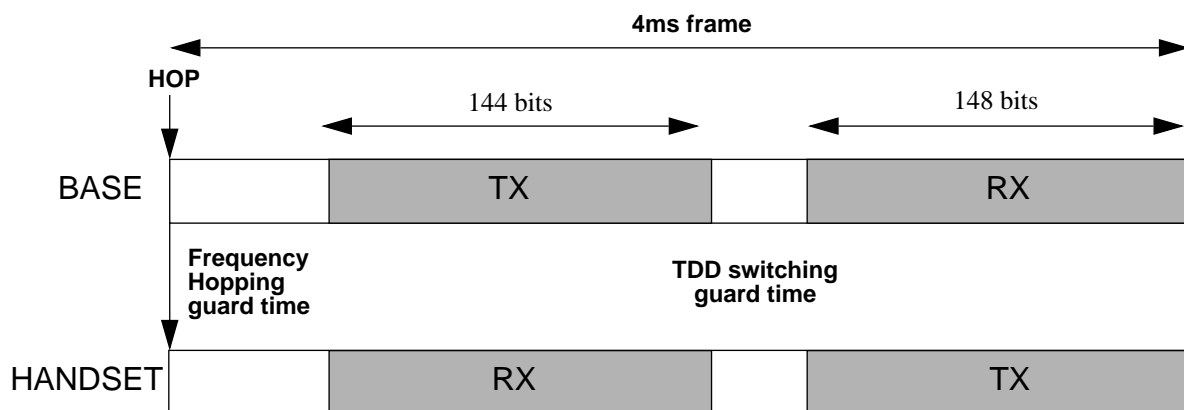 4ms frame
HOP
144 bits
148 bits
BASE
TX
RX
Frequency
Hopping
guard time
TDD switching
guard time
HANDSET
RX
TX